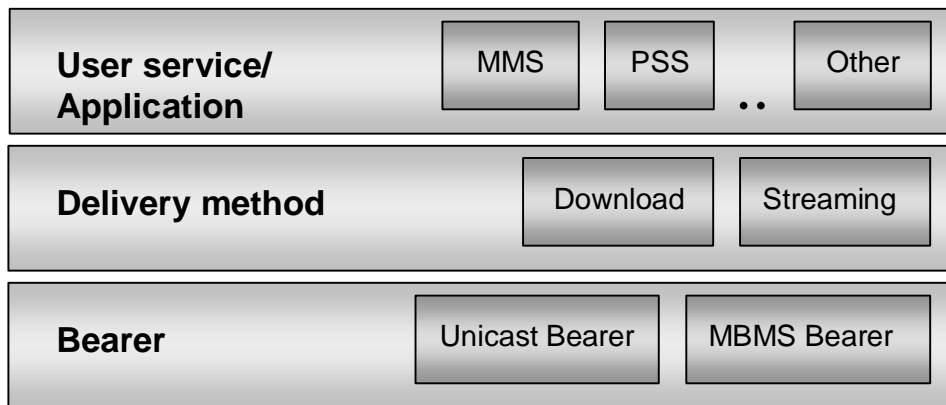 User service/
Application
MMS
PSS
..
Other
Delivery method
Download
Streaming
Bearer
Unicast Bearer
MBMS Bearer